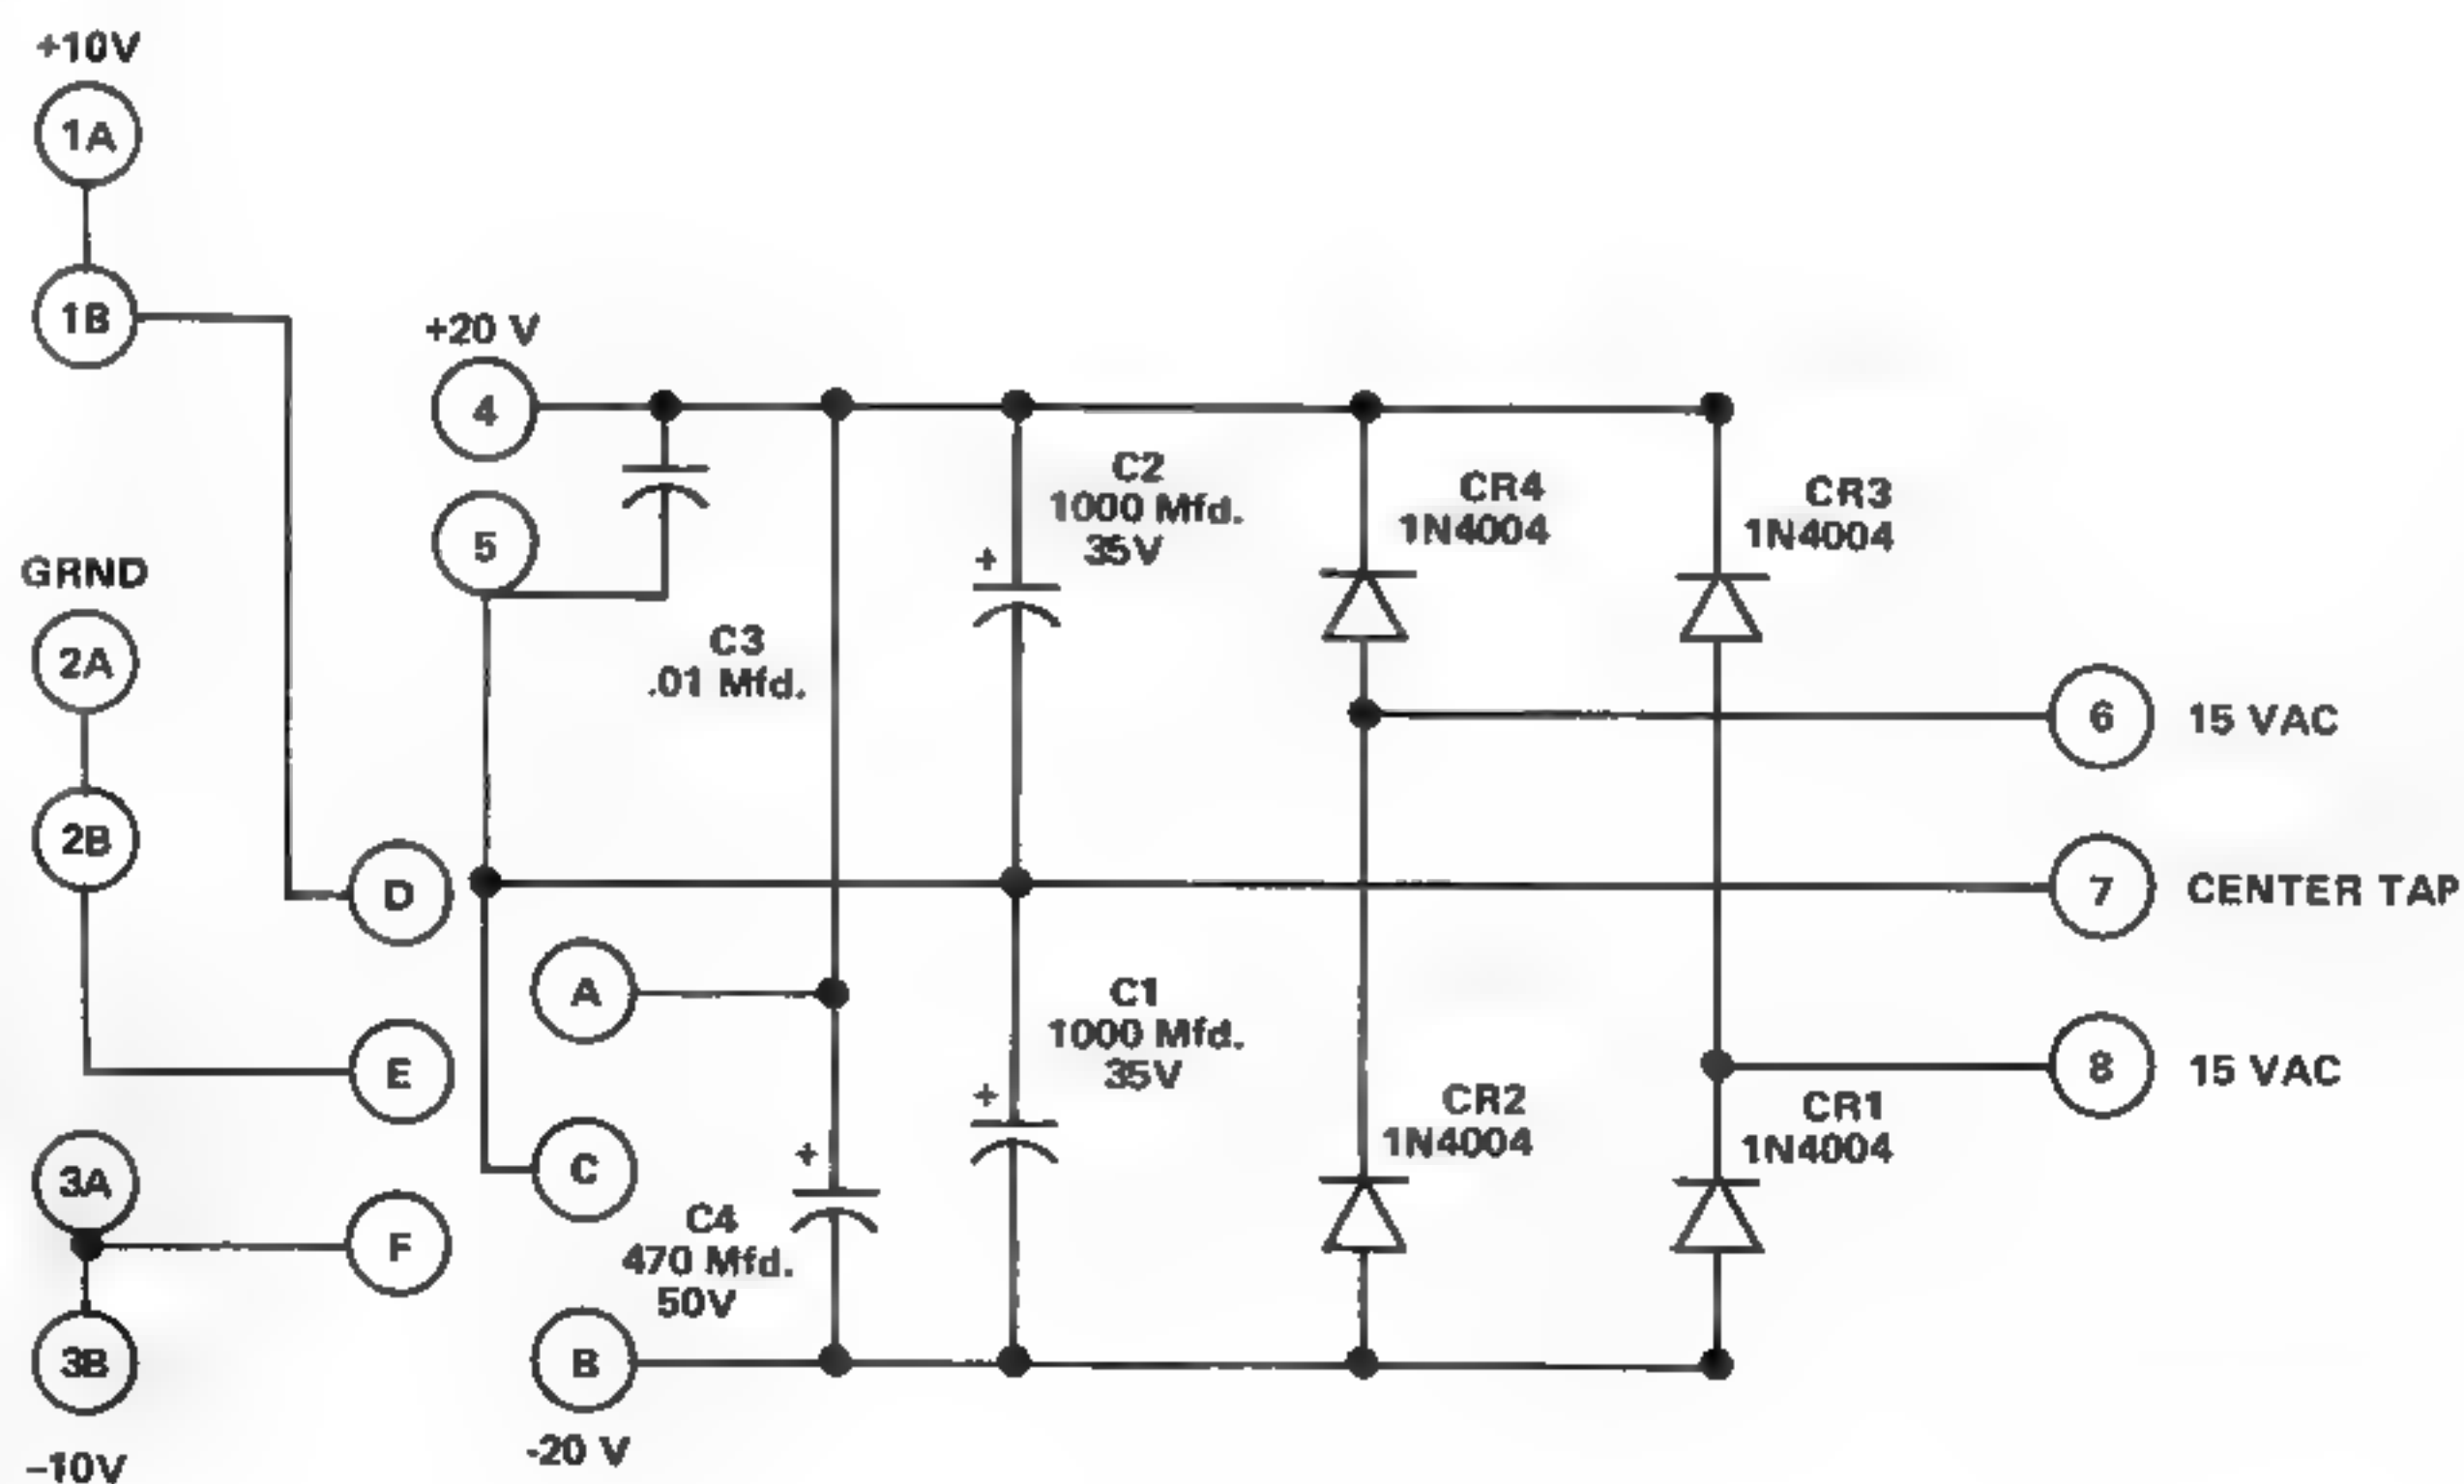 +10V
1A
1B
+20 V
4
5
GRND
2A
2B
C3
.01 Mfd.
C2
1000 Mfd.
35V
CR4
1N4004
CR3
1N4004
6 15 VAC
7 CENTER TAP
8 15 VAC
D
A
E
C
C1
1000 Mfd.
35V
CR2
1N4004
CR1
1N4004
3A
F
C4
470 Mfd.
50V
3B
B
-20 V
-10V
+
+
+